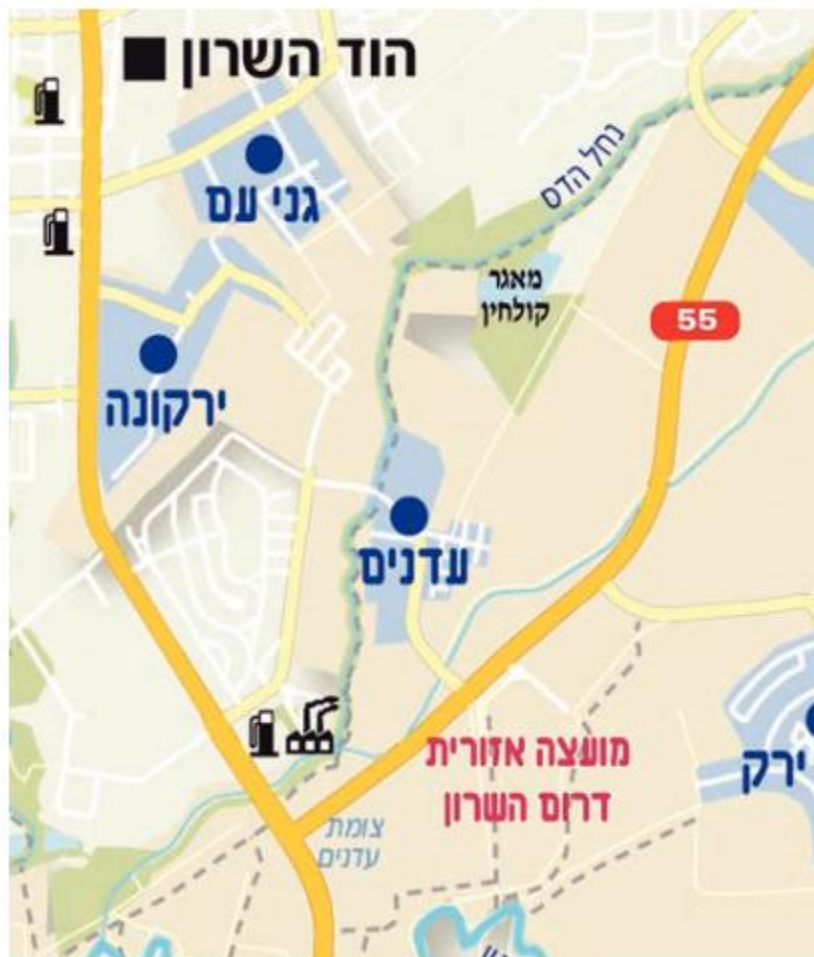 הוד השרון
גני עם
נחל הדס
מאגר
קולחין
55
ירקונה
עדנים
מועצה אזורית
דרום השרון
ירק
צומת
עדנים